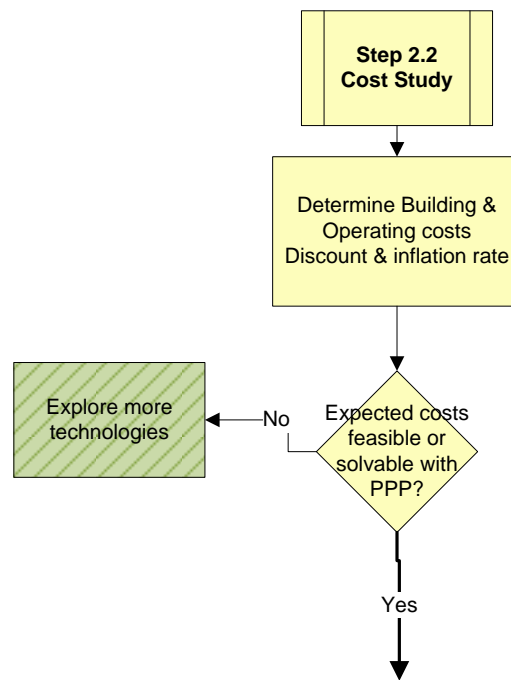 Step 2.2
Cost Study
Determine Building &
Operating costs
Discount & inflation rate
Explore more
technologies
No
Expected costs
feasible or
solvable with
PPP?
Yes